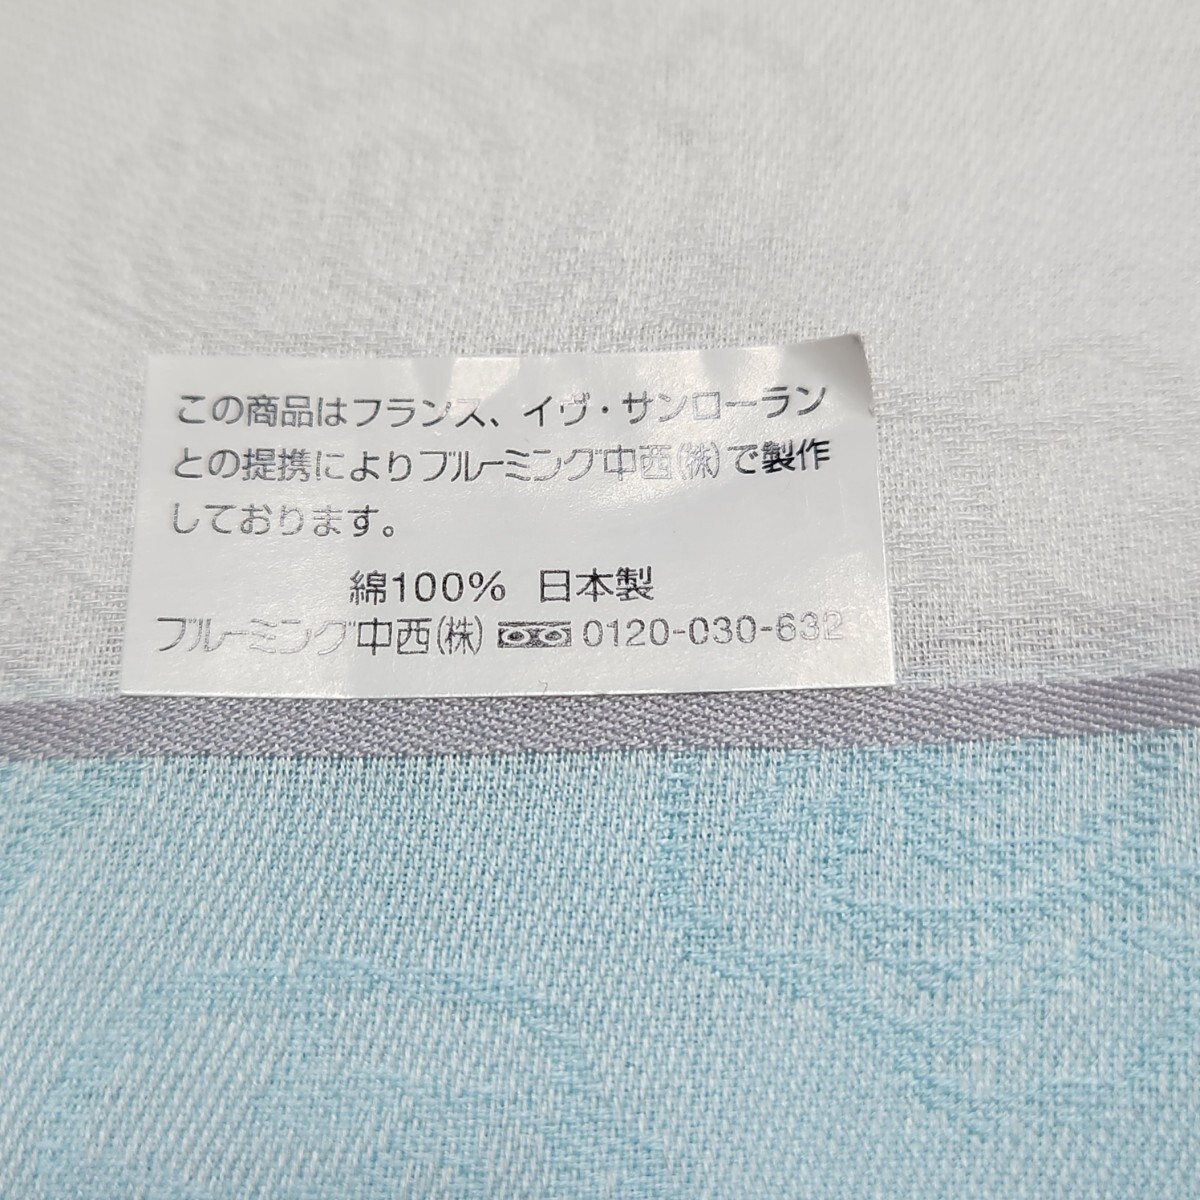 この商品はフランス、イヴ・サンローラン
との提携によりブルーミング中西(株)で製作
しております。
綿100% 日本製
ブルーミング中西(株) 0120-030-632